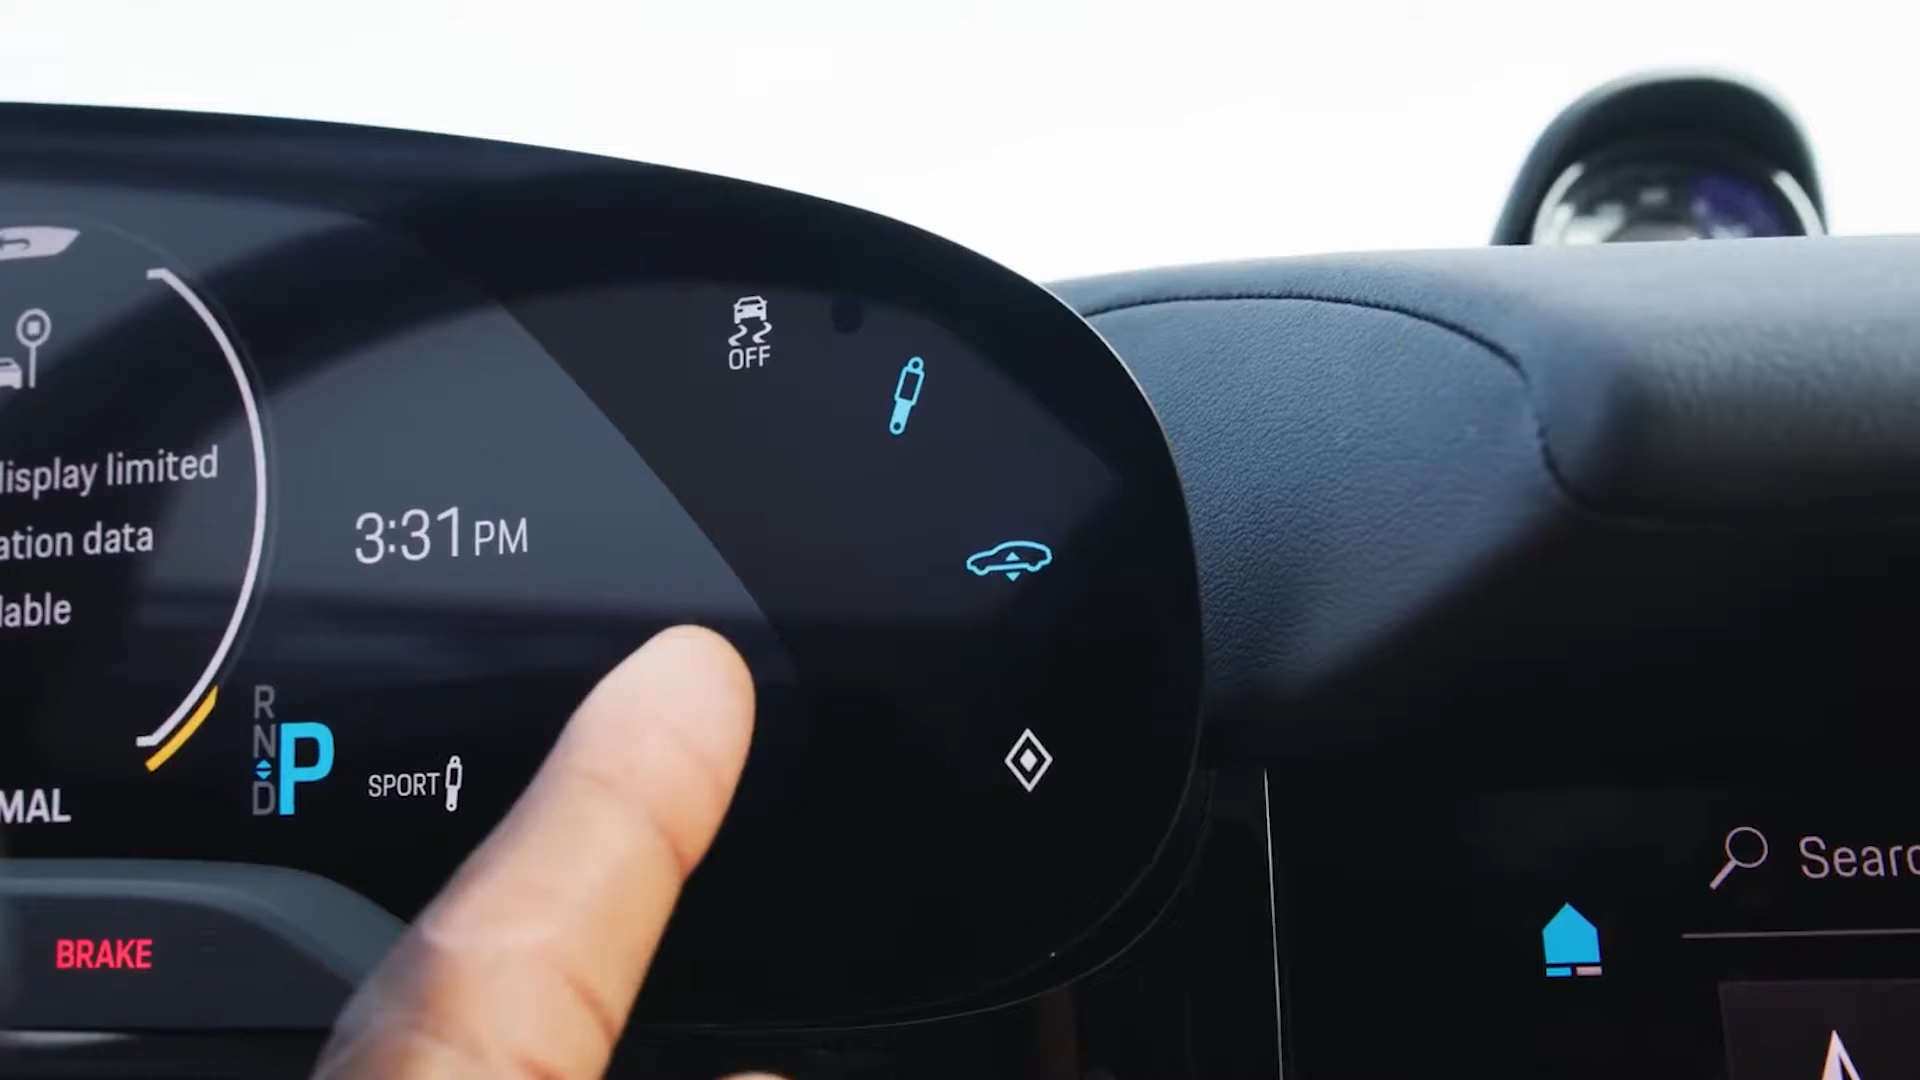 OFF
display limited
ation data
lable
3:31 PM
R
N
D
P
SPORT
MAL
BRAKE
Searc